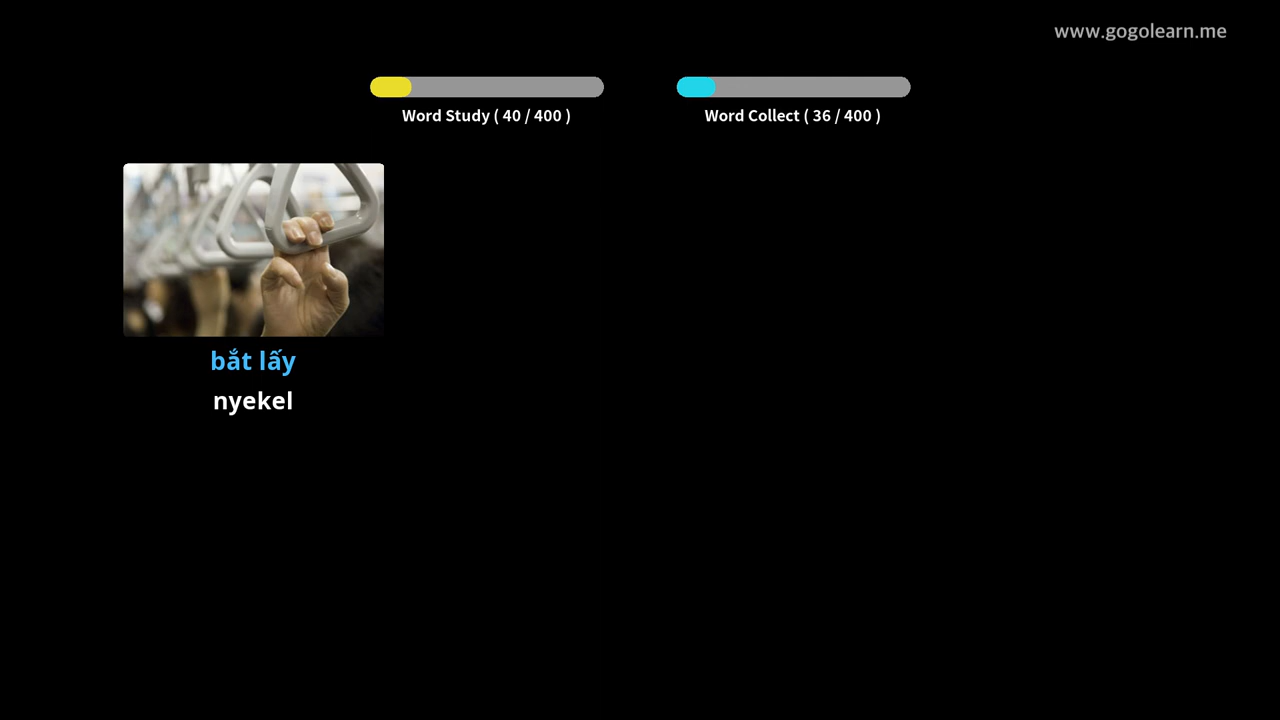 www.gogolearn.me
Word Study ( 40 / 400 )
Word Collect ( 36 / 400 )
bắt lấy
nyekel